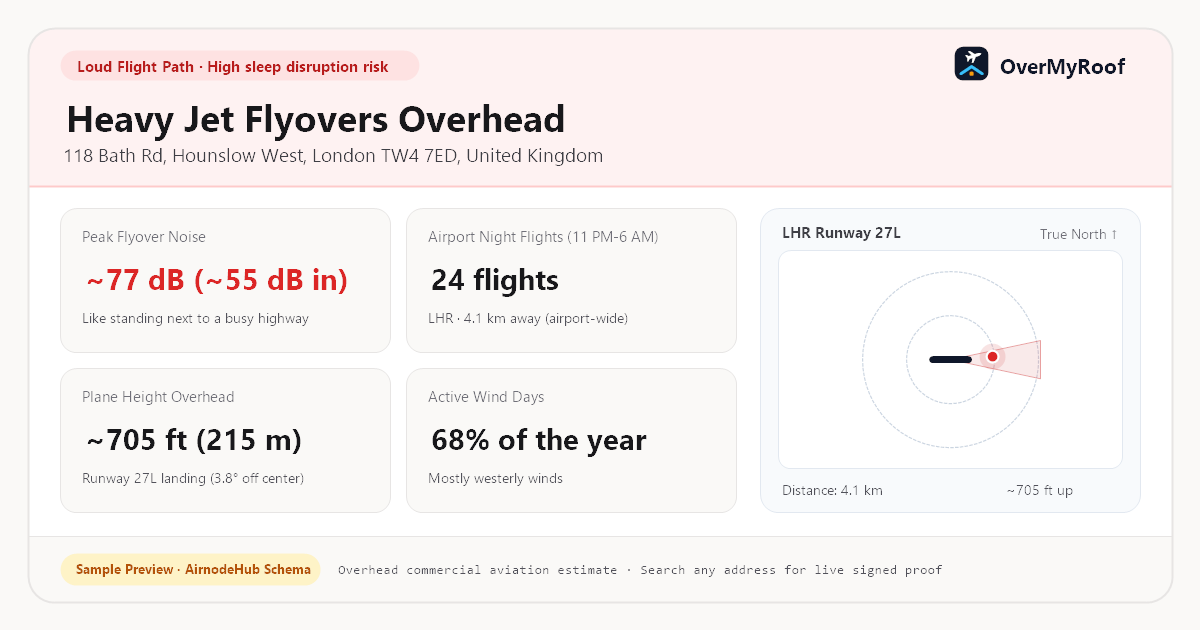 Loud Flight Path · High sleep disruption risk
OverMyRoof
Heavy Jet Flyovers Overhead
118 Bath Rd, Hounslow West, London TW4 7ED, United Kingdom
Peak Flyover Noise
~77 dB (~55 dB in)
Like standing next to a busy highway
Airport Night Flights (11 PM-6 AM)
24 flights
LHR · 4.1 km away (airport-wide)
Plane Height Overhead
~705 ft (215 m)
Runway 27L landing (3.8° off center)
Active Wind Days
68% of the year
Mostly westerly winds
LHR Runway 27L
True North ↑
Distance: 4.1 km
~705 ft up
Sample Preview · AirnodeHub Schema
Overhead commercial aviation estimate · Search any address for live signed proof